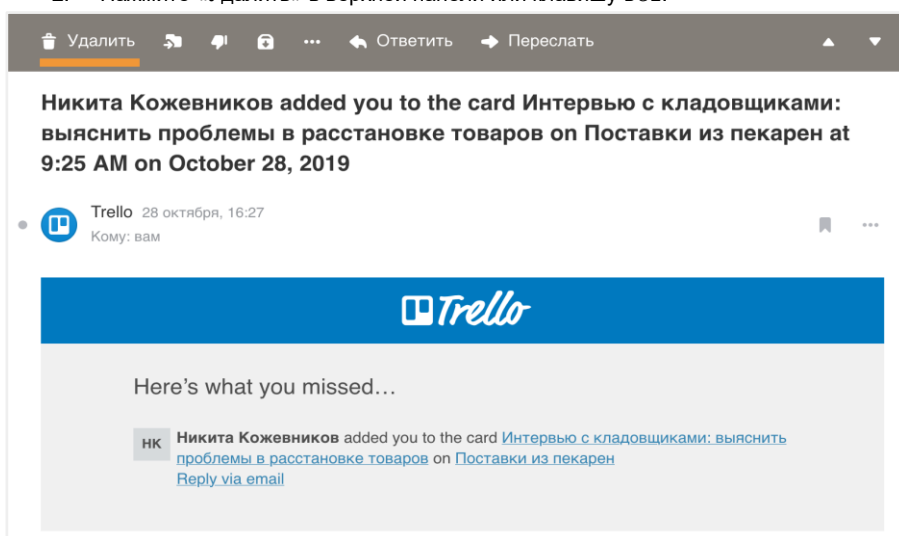 Удалить ... Ответить Переслать
Никита Кожевников added you to the card Интервью с кладовщиками:
выяснить проблемы в расстановке товаров on Поставки из пекарен at
9:25 AM on October 28, 2019
Trello 28 октября, 16:27
Кому: вам
Trello
Here's what you missed...
НК Никита Кожевников added you to the card Интервью с кладовщиками: выяснить
проблемы в расстановке товаров on Поставки из пекарен
Reply via email